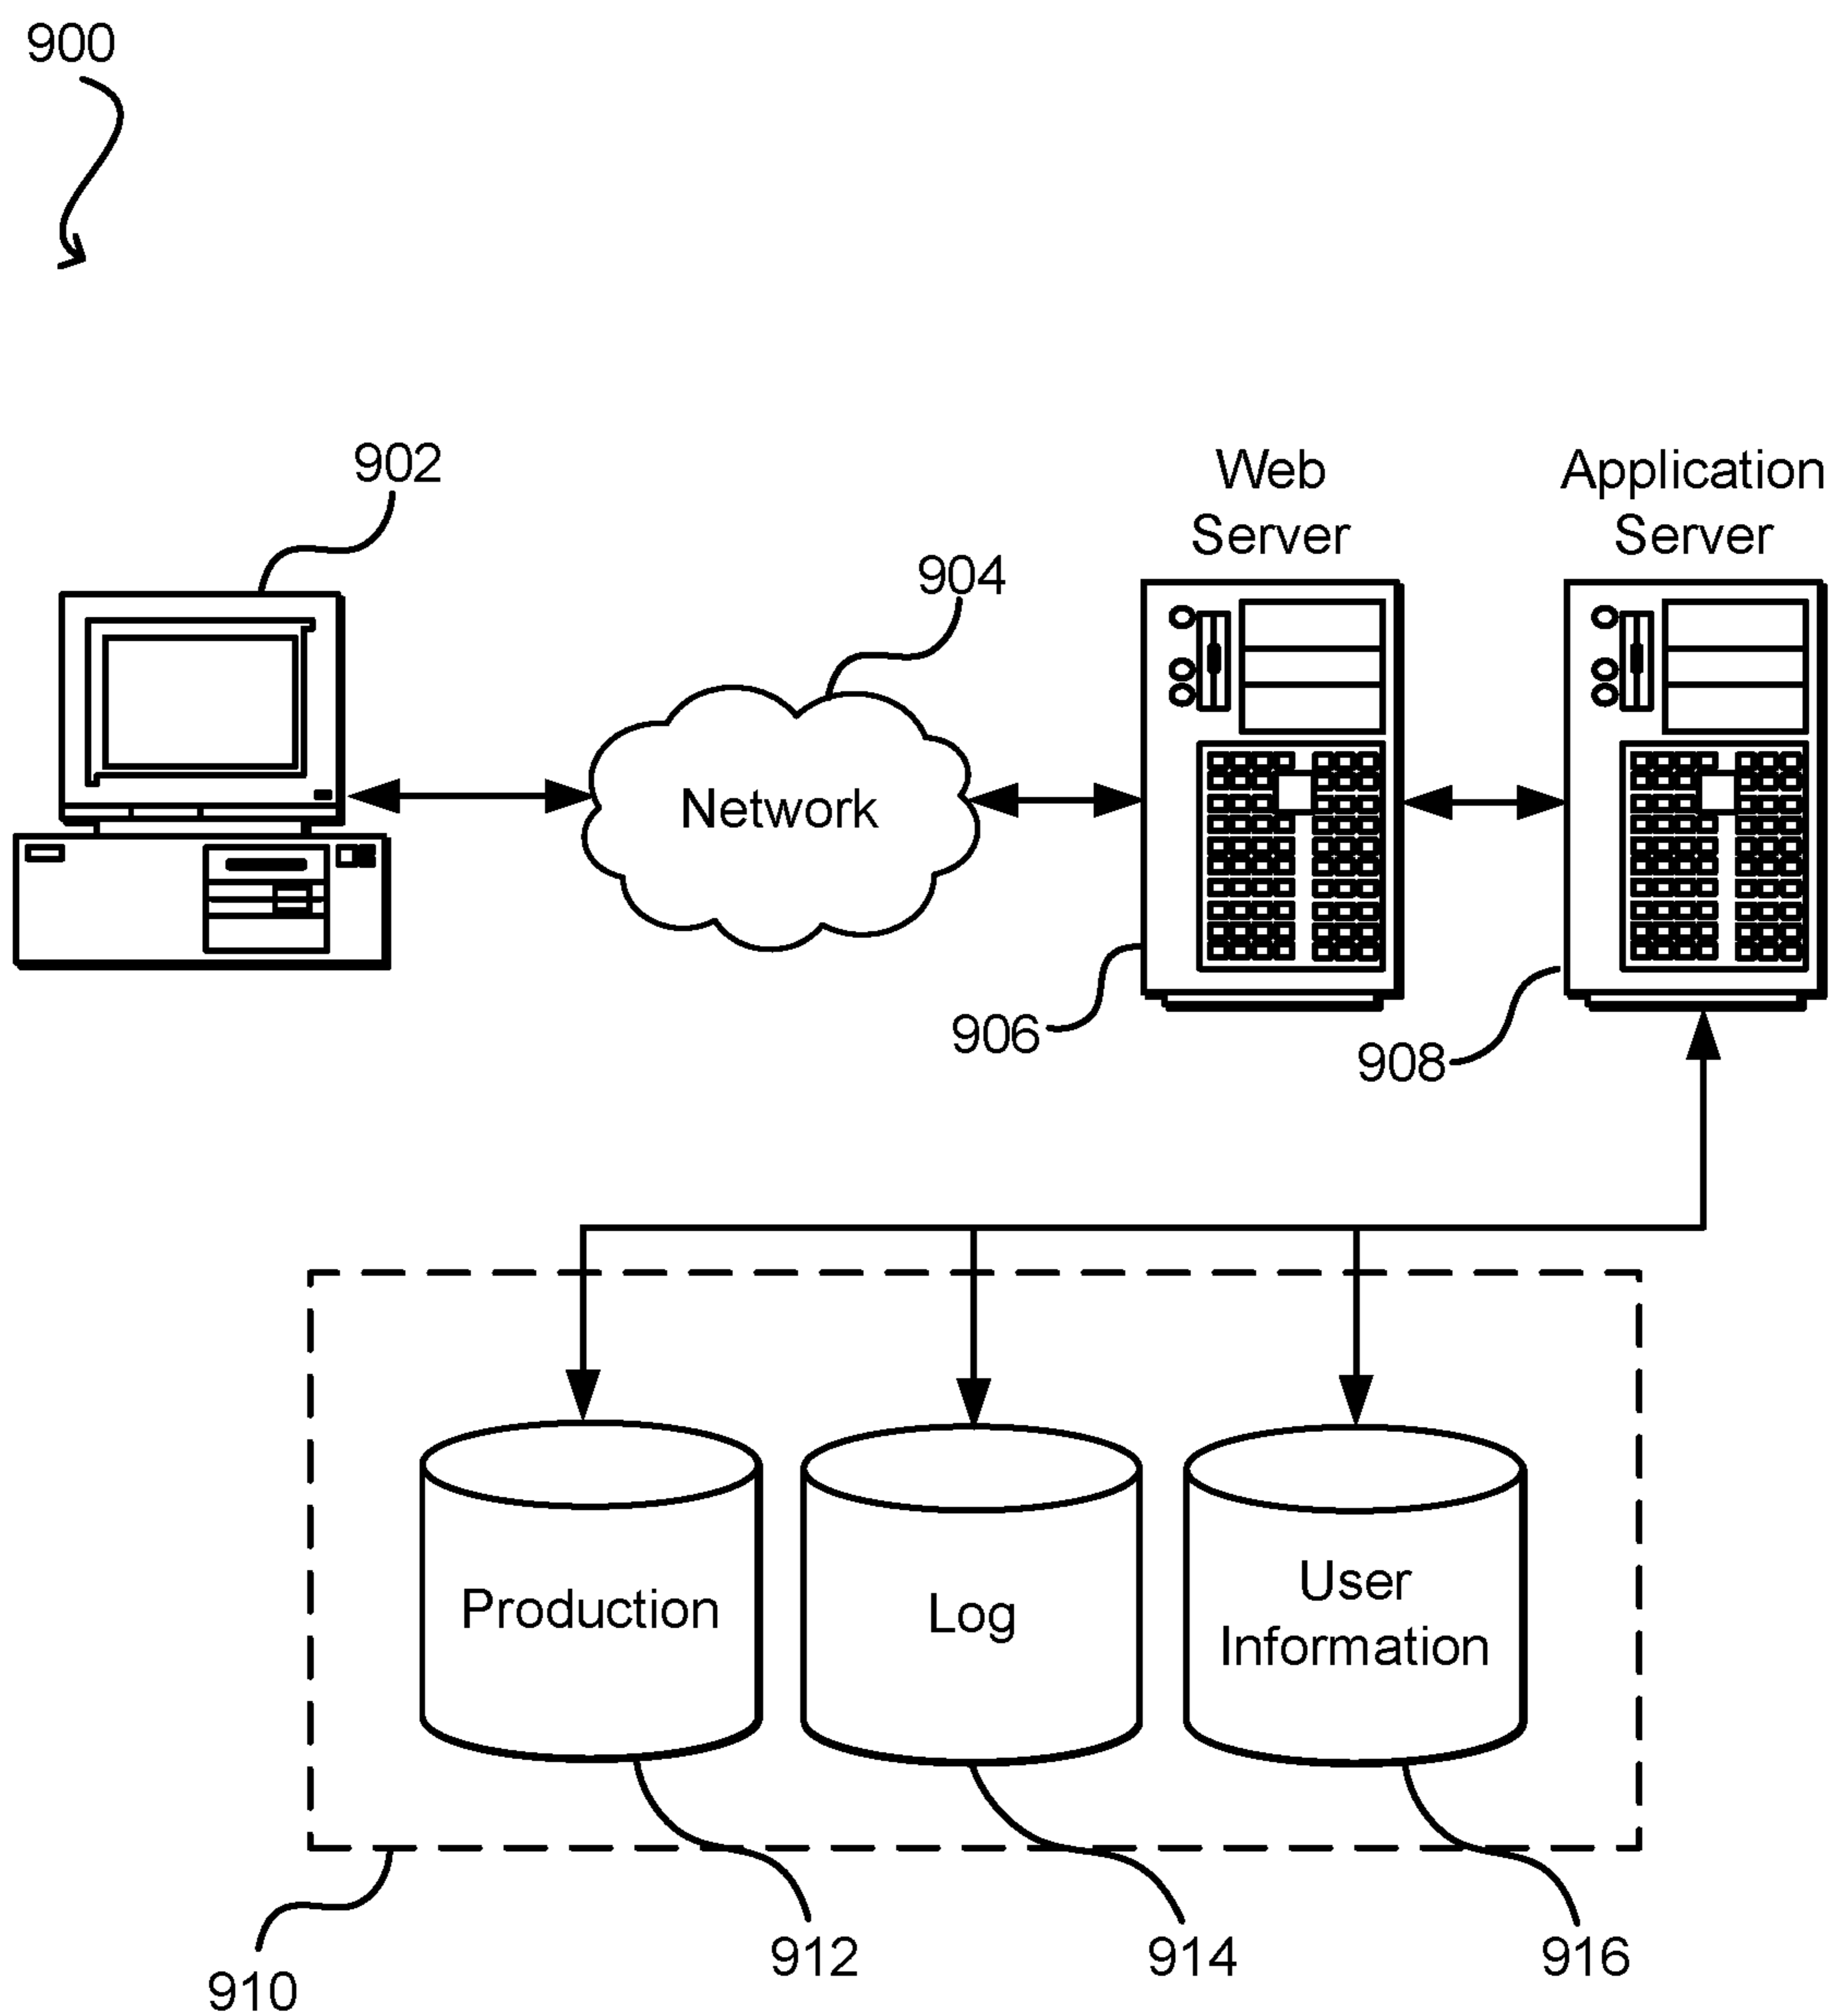 900
902
Web
Server
Application
Server
904
Network
906
908
Production
Log
User
Information
912
914
916
910